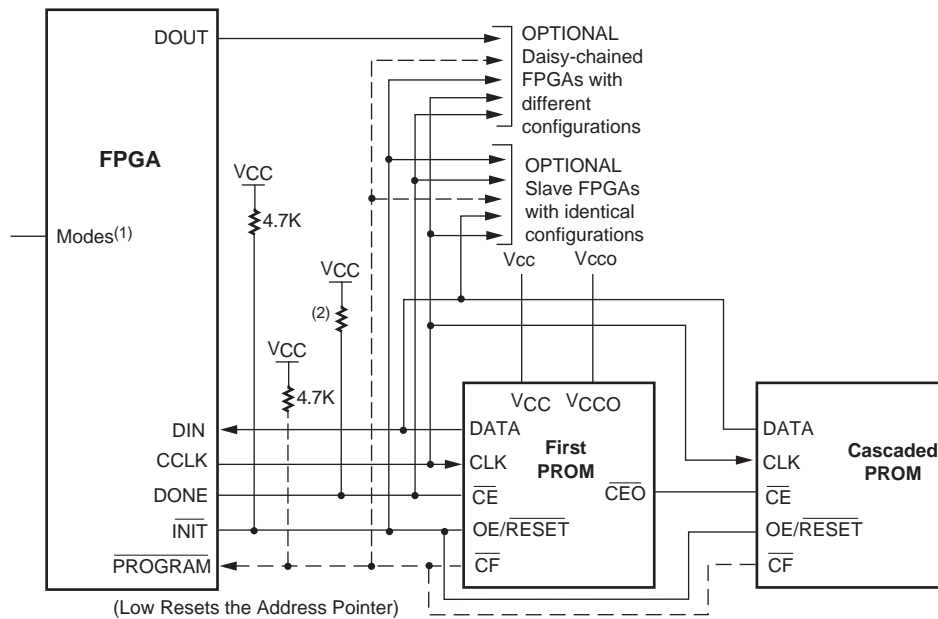 DOUT
OPTIONAL
Daisy-chained
FPGAs with
different
configurations
FPGA
VCC
4.7K
OPTIONAL
Slave FPGAs
with identical
configurations
Modes(1)
VCC
(2)
Vcc
Vcco
VCC
4.7K
VCC VCCO
DIN
DATA
First
PROM
DATA
CCLK
CLK
CLK
Cascaded
PROM
DONE
CE
CEO
CE
INIT
OE/RESET
OE/RESET
PROGRAM
CF
CF
(Low Resets the Address Pointer)